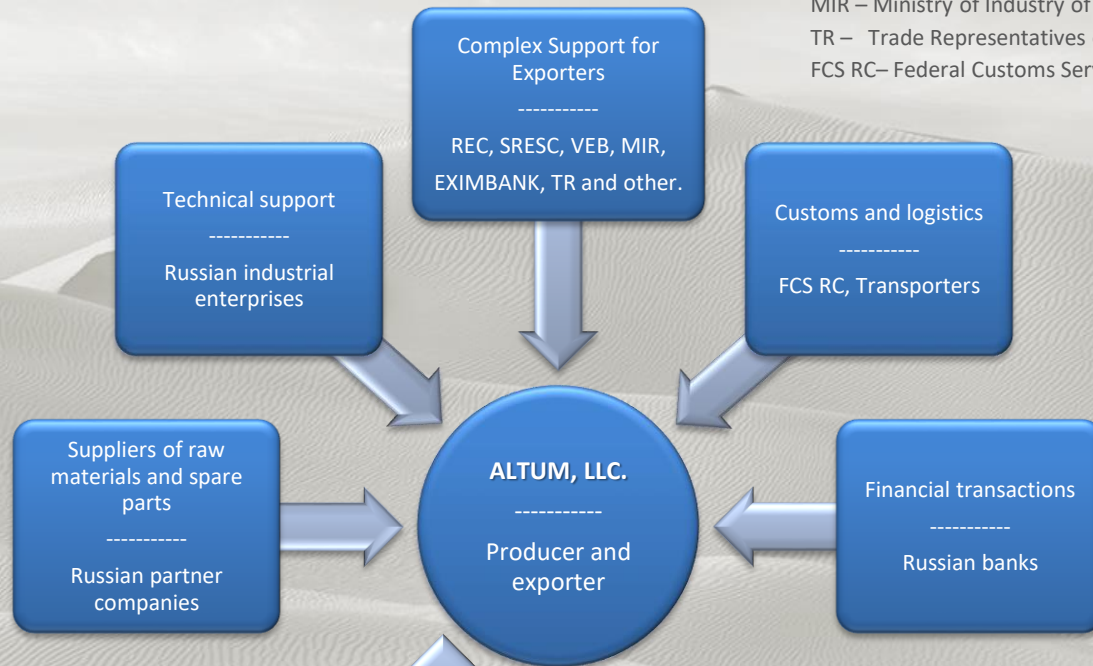 MIR – Ministry of Industry of
TR – Trade Representatives
FCS RC– Federal Customs Ser
Complex Support for
Exporters
-----------
REC, SRESC, VEB, MIR,
EXIMBANK, TR and other.
Technical support
-----------
Russian industrial
enterprises
Customs and logistics
-----------
FCS RC, Transporters
Suppliers of raw
materials and spare
parts
-----------
Russian partner
companies
ALTUM, LLC.
-----------
Producer and
exporter
Financial transactions
-----------
Russian banks